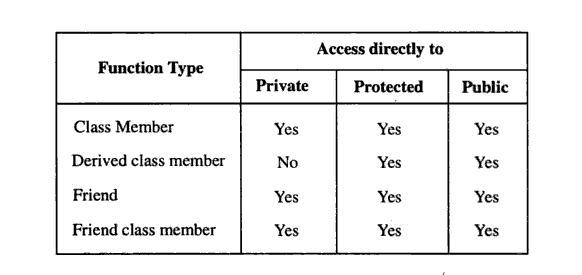 Function Type
Access directly to
Private Protected Public
Class Member Yes Yes Yes
Derived class member No Yes Yes
Friend Yes Yes Yes
Friend class member Yes Yes Yes